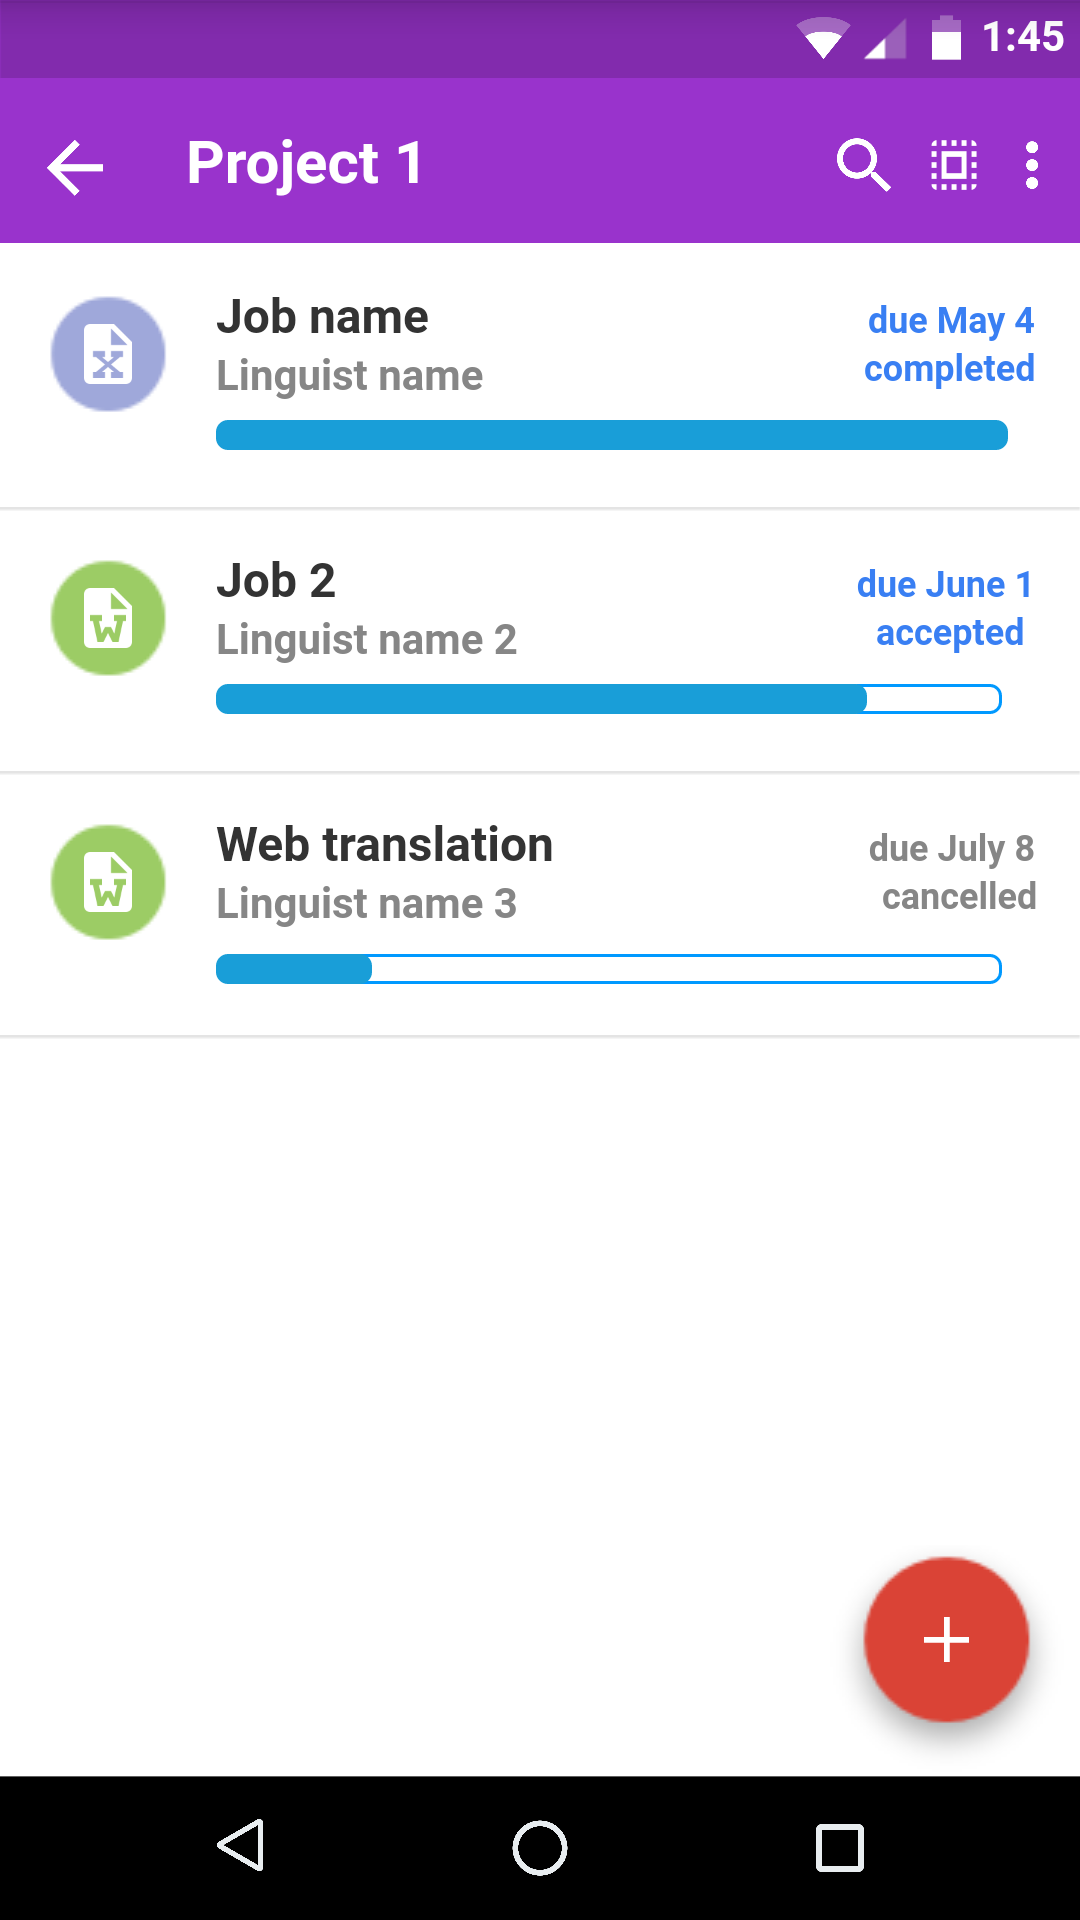 1:45
Project 1
Job name
due May 4
Linguist name
completed
X
Job 2
due June 1
Linguist name 2
accepted
W
Web translation
due July 8
Linguist name 3
cancelled
W